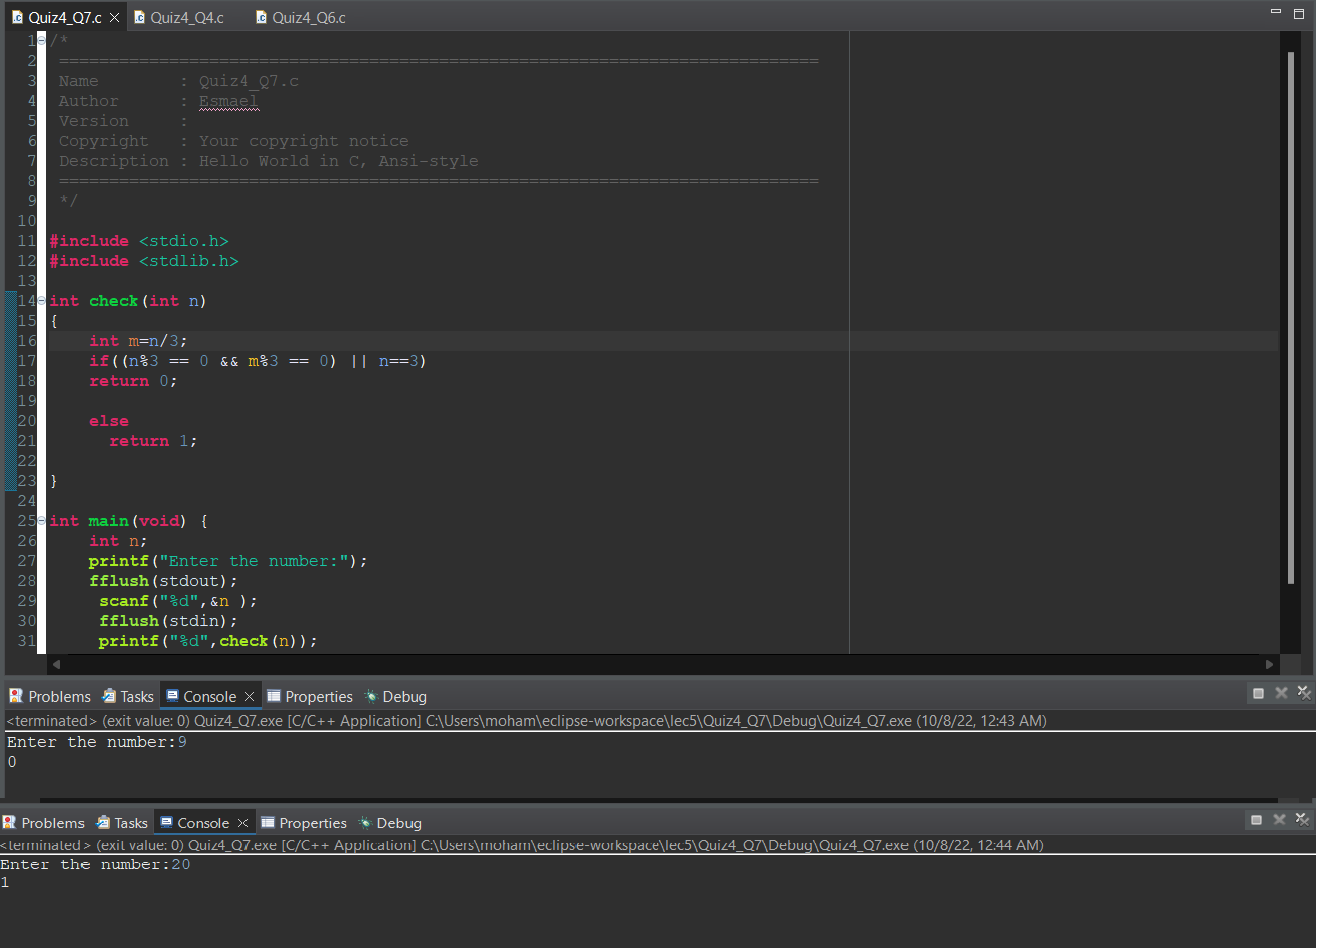 Quiz4_Q7.c Quiz4_Q4.c Quiz4_Q6.c
1 /*
2 ============================================================================
3 Name : Quiz4_Q7.c
4 Author : Esmael
5 Version :
6 Copyright : Your copyright notice
7 Description : Hello World in C, Ansi-style
8 ============================================================================
9 */
10
11 #include <stdio.h>
12 #include <stdlib.h>
13
14 int check(int n)
15 {
16 int m=n/3;
17 if((n%3 == 0 && m%3 == 0) || n==3)
18 return 0;
19
20 else
21 return 1;
22
23 }
24
25 int main(void) {
26 int n;
27 printf("Enter the number:");
28 fflush(stdout);
29 scanf("%d",&n );
30 fflush(stdin);
31 printf("%d",check(n));
Problems Tasks Console Properties Debug
<terminated> (exit value: 0) Quiz4_Q7.exe [C/C++ Application] C:\Users\moham\eclipse-workspace\lec5\Quiz4_Q7\Debug\Quiz4_Q7.exe (10/8/22, 12:43 AM)
Enter the number:9
0
Problems Tasks Console Properties Debug
<terminated> (exit value: 0) Quiz4_Q7.exe [C/C++ Application] C:\Users\moham\eclipse-workspace\lec5\Quiz4_Q7\Debug\Quiz4_Q7.exe (10/8/22, 12:44 AM)
Enter the number:20
1